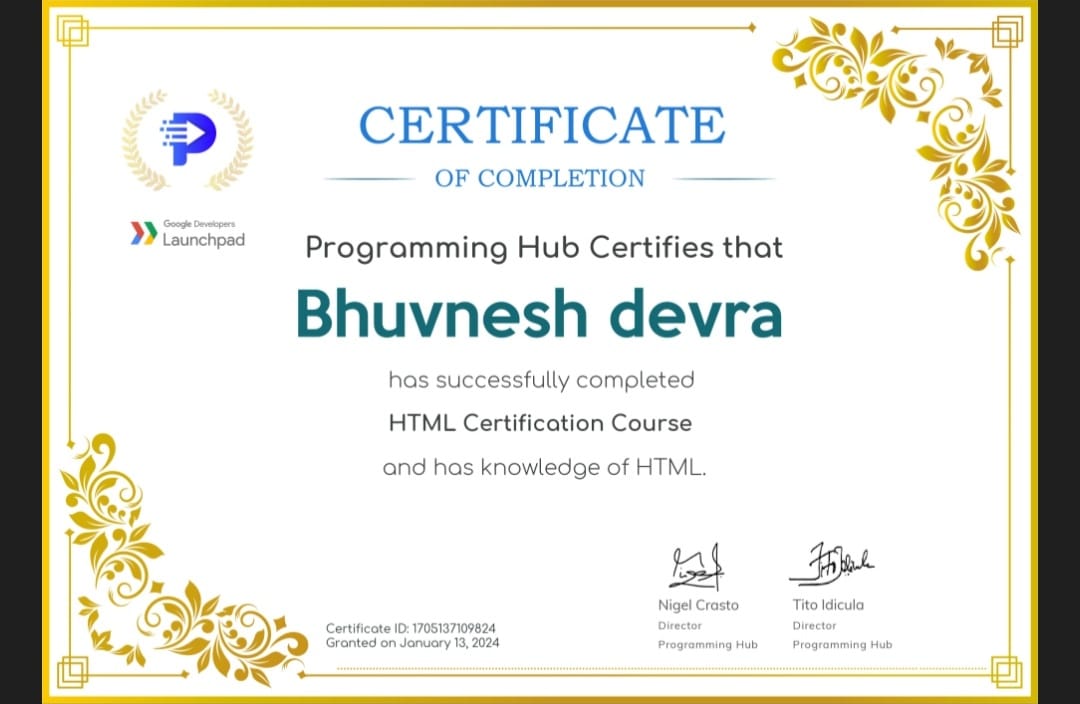 CERTIFICATE
OF COMPLETION
Google Developers
Launchpad
Programming Hub Certifies that
Bhuvnesh devra
has successfully completed
HTML Certification Course
and has knowledge of HTML.
Nigel Crasto
Director
Programming Hub
Tito Idicula
Director
Programming Hub
Certificate ID: 1705137109824
Granted on January 13, 2024